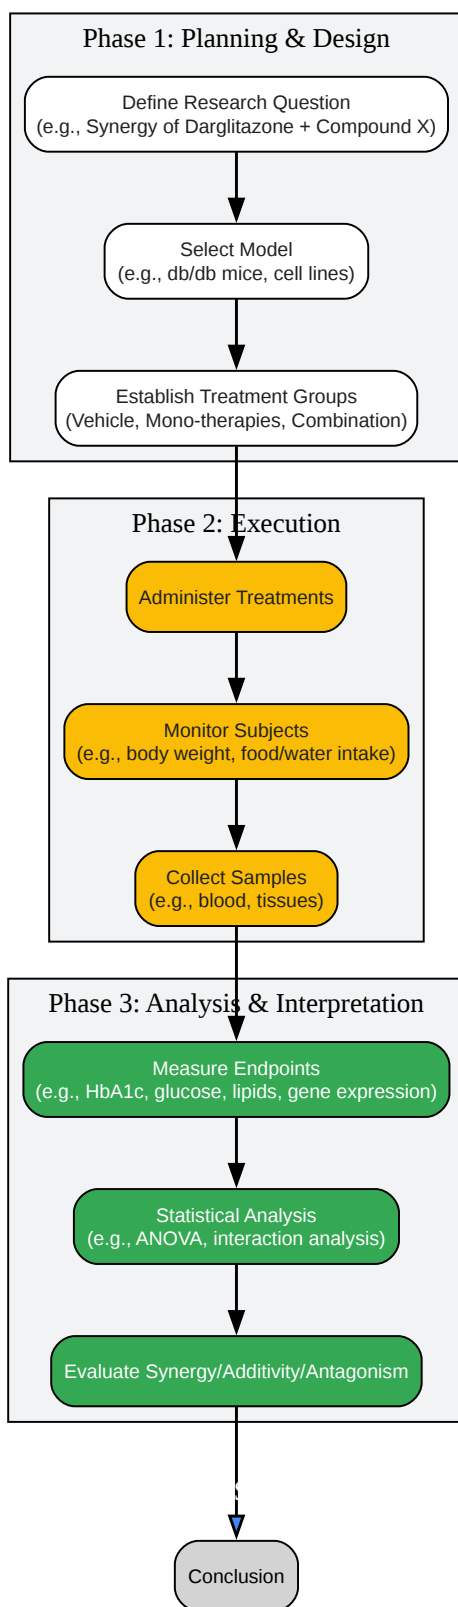 Phase 1: Planning & Design
Define Research Question
(e.g., Synergy of Darglitazone + Compound X)
Select Model
(e.g., db/db mice, cell lines)
Establish Treatment Groups
(Vehicle, Mono-therapies, Combination)
Phase 2: Execution
Administer Treatments
Monitor Subjects
(e.g., body weight, food/water intake)
Collect Samples
(e.g., blood, tissues)
Phase 3: Analysis & Interpretation
Measure Endpoints
(e.g., HbA1c, glucose, lipids, gene expression)
Statistical Analysis
(e.g., ANOVA, interaction analysis)
Evaluate Synergy/Additivity/Antagonism
Conclusion